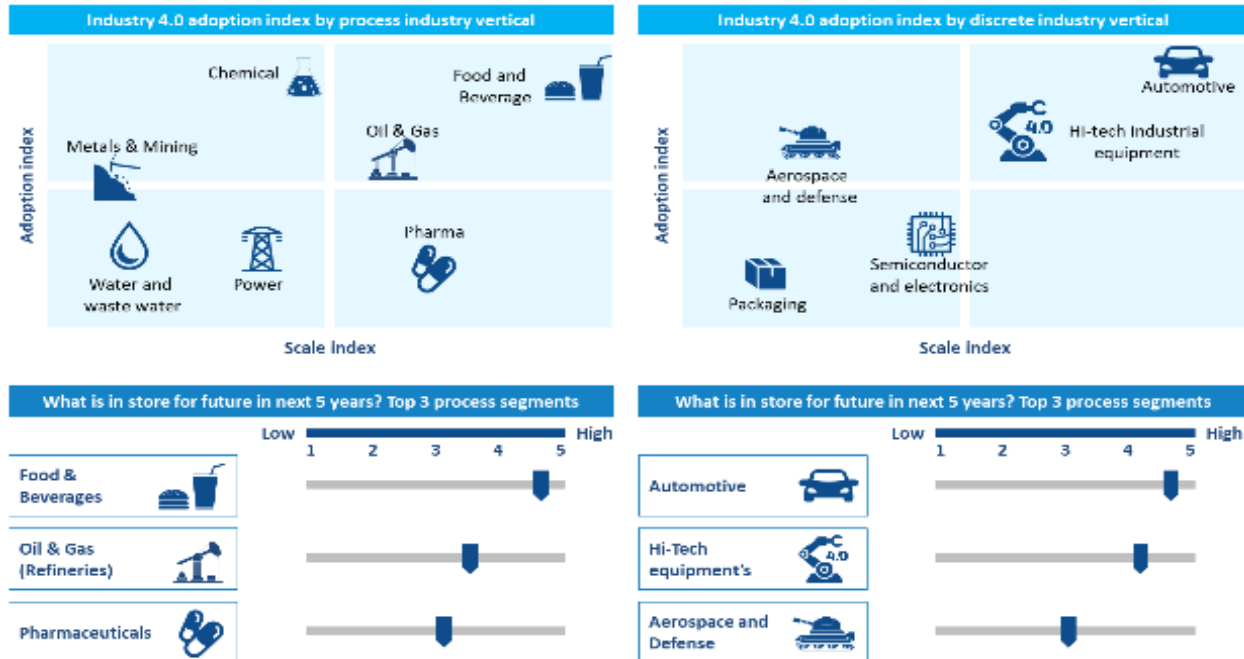 Industry 4.0 adoption index by process industry vertical
Adoption index
Chemical
Food and
Beverage
Oil & Gas
Metals & Mining
Pharma
Water and
waste water
Power
Scale index
Industry 4.0 adoption index by discrete industry vertical
Adoption index
Automotive
4.0
Hi-tech Industrial
equipment
Aerospace
and defense
Semiconductor
and electronics
Packaging
Scale index
What is in store for future in next 5 years? Top 3 process segments
Low
High
1 2 3 4 5
Food &
Beverages
Oil & Gas
(Refineries)
Pharmaceuticals
What is in store for future in next 5 years? Top 3 process segments
Low
High
1 2 3 4 5
Automotive
Hi-Tech
equipment's
4.0
Aerospace and
Defense